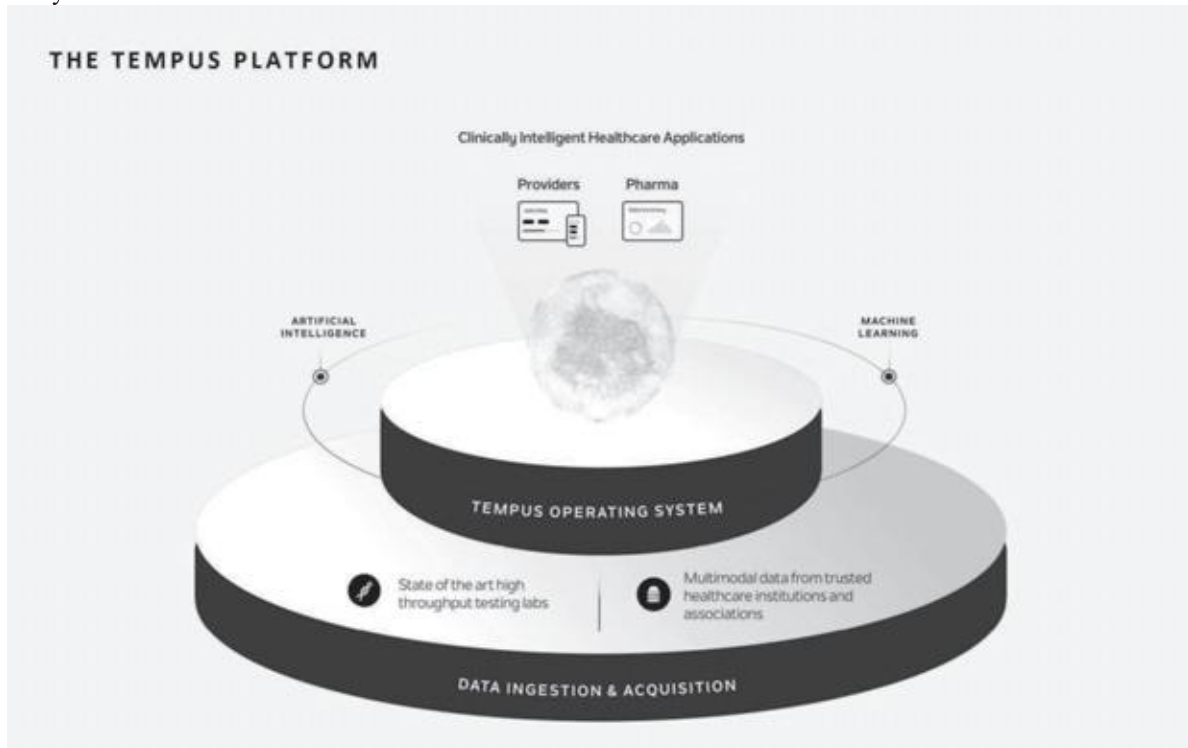 THE TEMPUS PLATFORM
Clinically Intelligent Healthcare Applications
Providers
Pharma
ARTIFICIAL
INTELLIGENCE
MACHINE
LEARNING
TEMPUS OPERATING SYSTEM
State of the art high
throughput testing labs
Multimodal data from trusted
healthcare institutions and
associations
DATA INGESTION & ACQUISITION